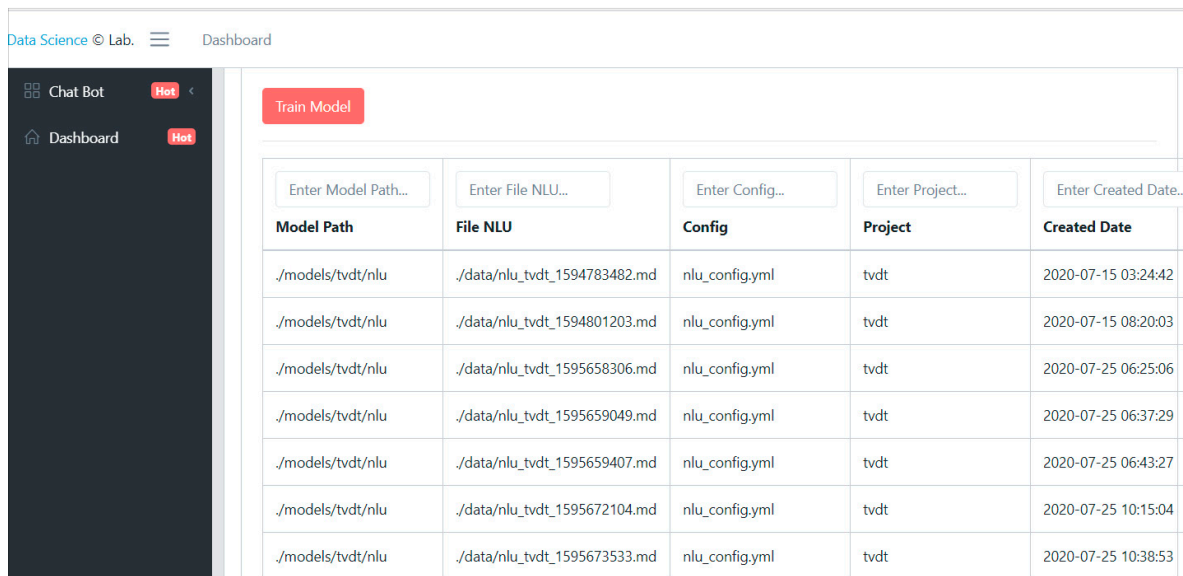 Data Science © Lab. Dashboard
Chat Bot Hot
Dashboard Hot
Train Model
Enter Model Path... Enter File NLU... Enter Config... Enter Project... Enter Created Date..
Model Path File NLU Config Project Created Date
./models/tvdt/nlu ./data/nlu_tvdt_1594783482.md nlu_config.yml tvdt 2020-07-15 03:24:42
./models/tvdt/nlu ./data/nlu_tvdt_1594801203.md nlu_config.yml tvdt 2020-07-15 08:20:03
./models/tvdt/nlu ./data/nlu_tvdt_1595658306.md nlu_config.yml tvdt 2020-07-25 06:25:06
./models/tvdt/nlu ./data/nlu_tvdt_1595659049.md nlu_config.yml tvdt 2020-07-25 06:37:29
./models/tvdt/nlu ./data/nlu_tvdt_1595659407.md nlu_config.yml tvdt 2020-07-25 06:43:27
./models/tvdt/nlu ./data/nlu_tvdt_1595672104.md nlu_config.yml tvdt 2020-07-25 10:15:04
./models/tvdt/nlu ./data/nlu_tvdt_1595673533.md nlu_config.yml tvdt 2020-07-25 10:38:53